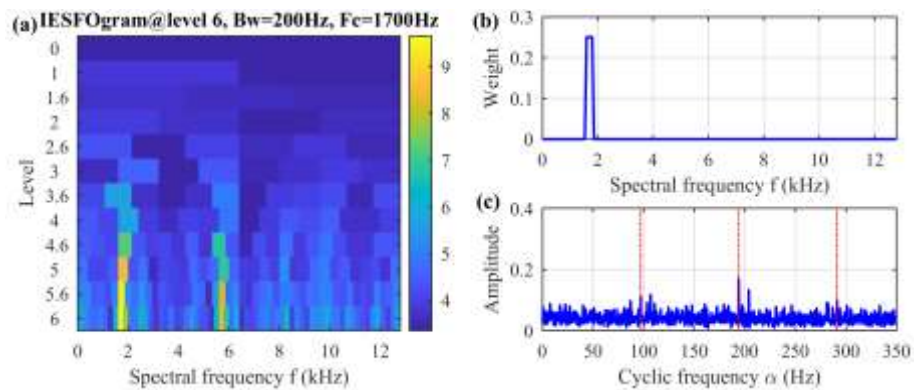 (a) IESFOgram@level 6, Bw=200Hz, Fc=1700Hz
0
1
1.6
2
2.6
3
3.6
4
4.6
5
5.6
6
Level
0 2 4 6 8 10 12
Spectral frequency f (kHz)
9
8
7
6
5
4
(b)
0.3
0.2
0.1
0
Weight
0 2 4 6 8 10 12
Spectral frequency f (kHz)
(c)
0.4
0.2
0
Amplitude
0 50 100 150 200 250 300 350
Cyclic frequency α (Hz)